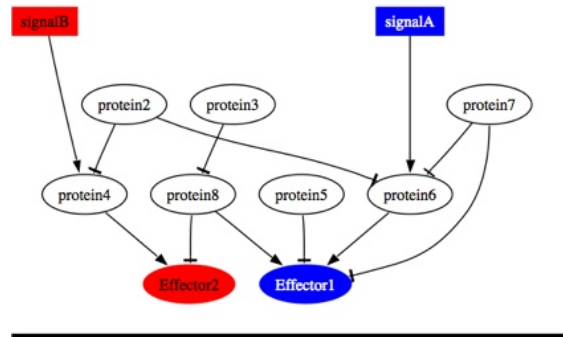 signalB
signalA
protein2
protein3
protein7
protein4
protein8
protein5
protein6
Effector2
Effector1